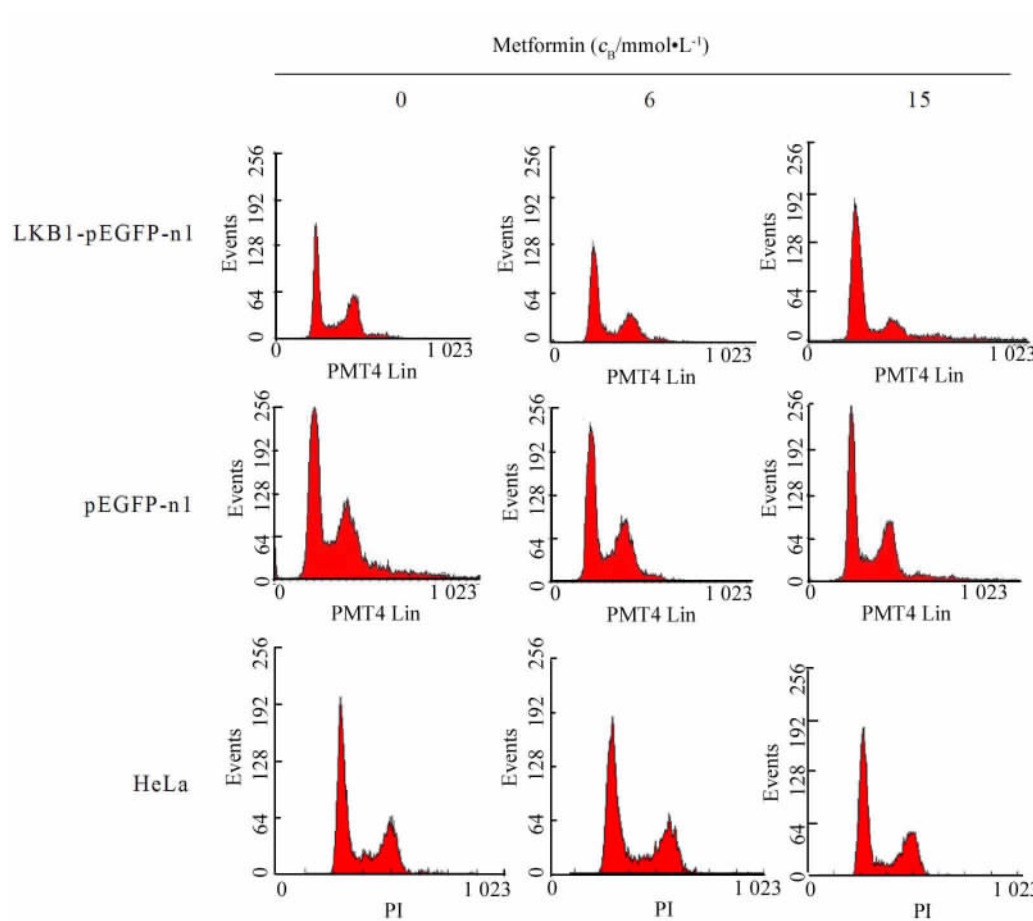 Metformin (c_B/mmol•L⁻¹)
0 6 15
LKB1-pEGFP-n1
Events 0 64 128 192 256
0 1 023
PMT4 Lin
Events 0 64 128 192 256
0 1 023
PMT4 Lin
Events 0 64 128 192 256
0 1 023
PMT4 Lin
pEGFP-n1
Events 0 64 128 192 256
0 1 023
PMT4 Lin
Events 0 64 128 192 256
0 1 023
PMT4 Lin
Events 0 64 128 192 256
0 1 023
PMT4 Lin
HeLa
Events 0 64 128 192 256
0 1 023
PI
Events 0 64 128 192 256
0 1 023
PI
Events 0 64 128 192 256
0 1 023
PI